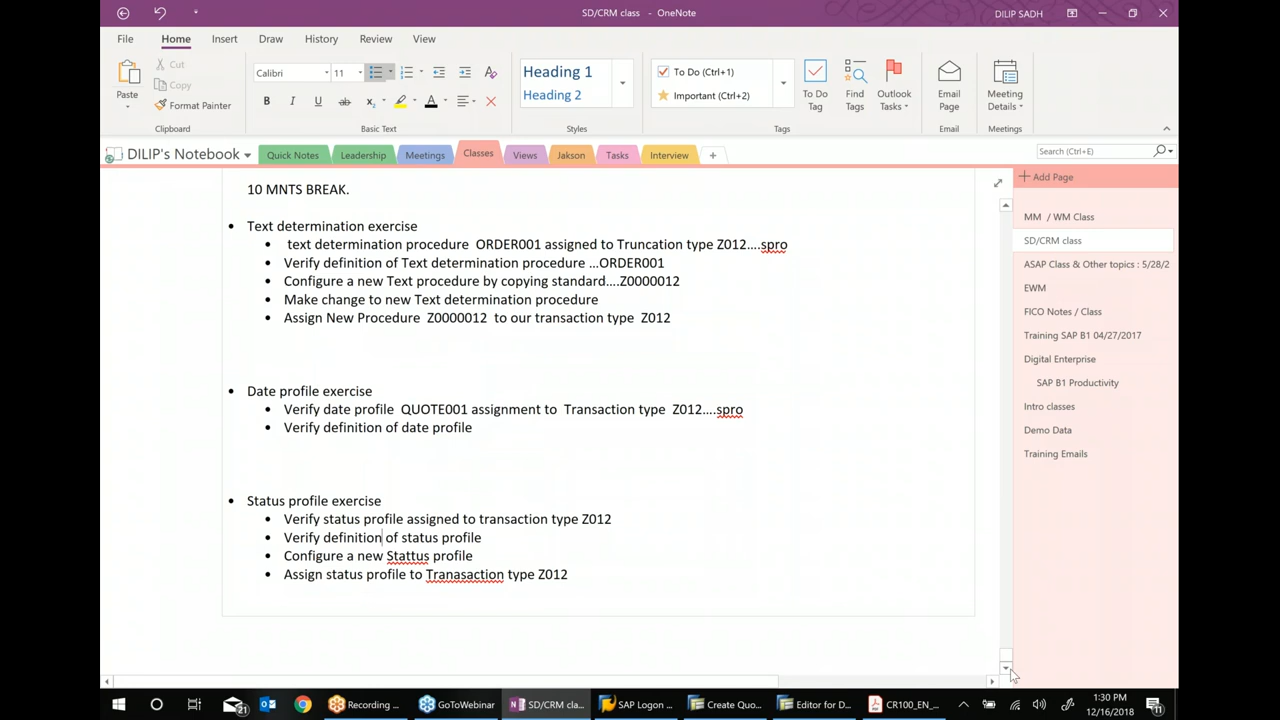 SD/CRM class - OneNote
DILIP SADH
File Home Insert Draw History Review View
Paste
Cut
Copy
Format Painter
Clipboard
Calibri 11
B I U ab x₂ A
Basic Text
Heading 1
Heading 2
Styles
To Do (Ctrl+1)
Important (Ctrl+2)
To Do Tag
Find Tags
Outlook Tasks
Tags
Email Page
Email
Meeting Details
Meetings
DILIP's Notebook
Quick Notes Leadership Meetings Classes Views Jakson Tasks Interview +
Search (Ctrl+E)
10 MNTS BREAK.
• Text determination exercise
• text determination procedure ORDER001 assigned to Truncation type Z012....spro
• Verify definition of Text determination procedure ...ORDER001
• Configure a new Text procedure by copying standard....Z0000012
• Make change to new Text determination procedure
• Assign New Procedure Z0000012 to our transaction type Z012
• Date profile exercise
• Verify date profile QUOTE001 assignment to Transaction type Z012....spro
• Verify definition of date profile
• Status profile exercise
• Verify status profile assigned to transaction type Z012
• Verify definition of status profile
• Configure a new Stattus profile
• Assign status profile to Tranasaction type Z012
Add Page
MM / WM Class
SD/CRM class
ASAP Class & Other topics : 5/28/2
EWM
FICO Notes / Class
Training SAP B1 04/27/2017
Digital Enterprise
SAP B1 Productivity
Intro classes
Demo Data
Training Emails
21
Recording ...
GoToWebinar
SD/CRM cla...
SAP Logon ...
Create Quo...
Editor for D...
CR100_EN_...
1:30 PM
12/16/2018
11